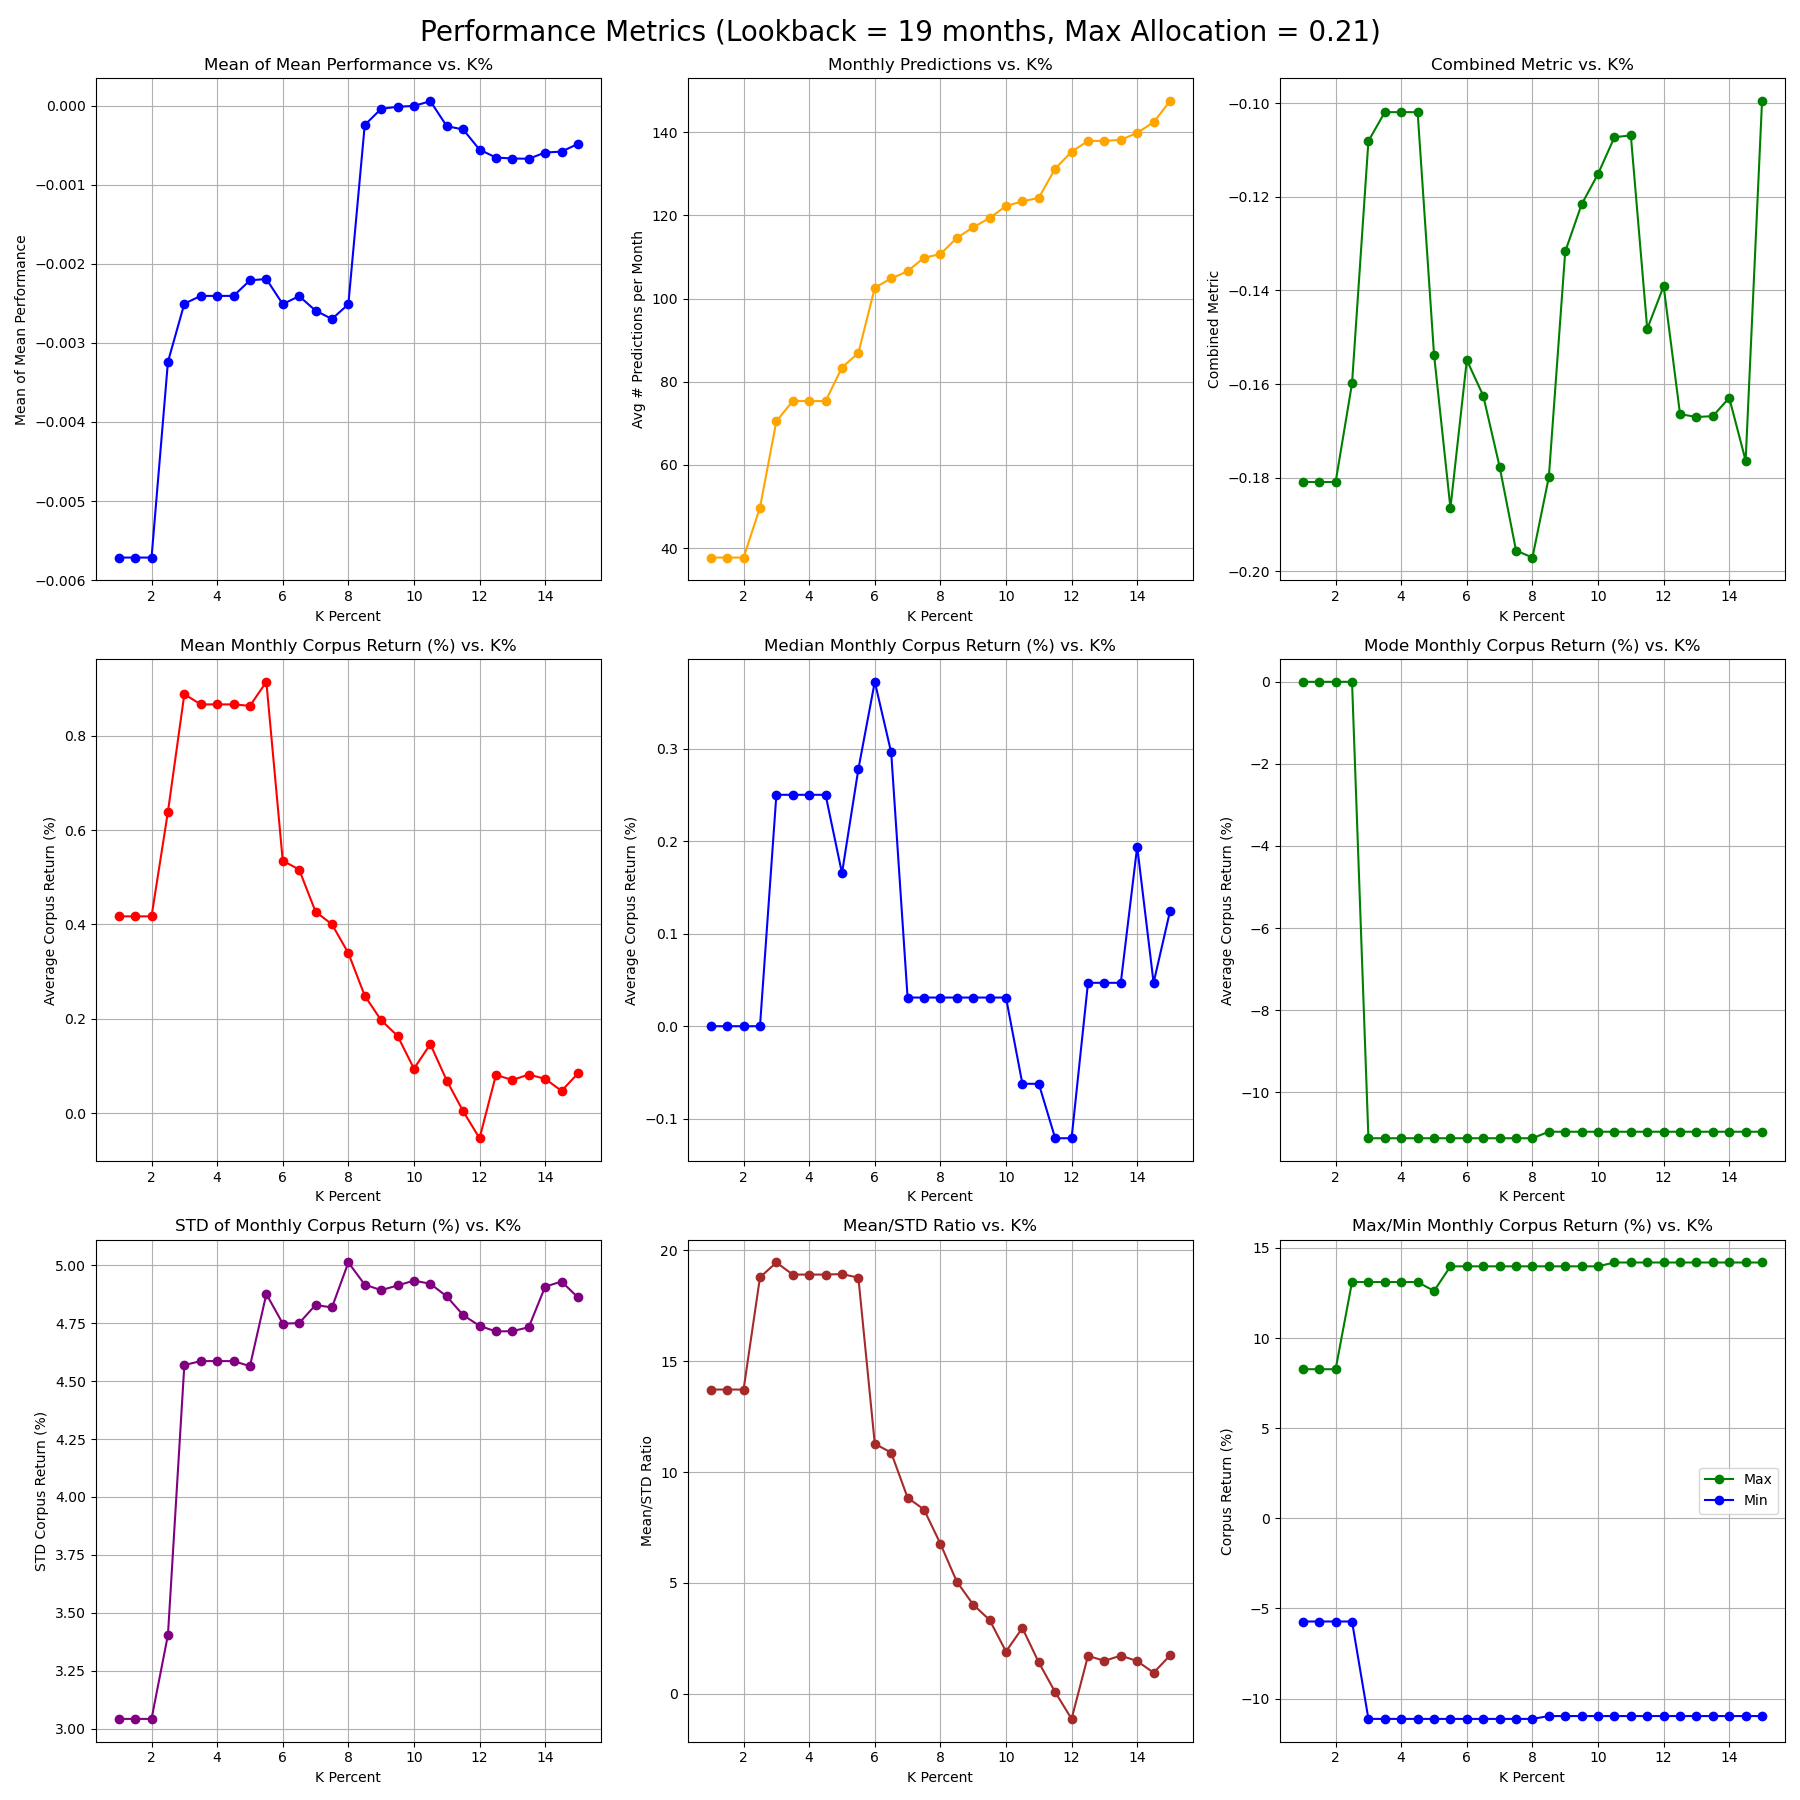 Performance Metrics (Lookback = 19 months, Max Allocation = 0.21)
Mean of Mean Performance vs. K%
0.000
−0.001
−0.002
−0.003
−0.004
−0.005
−0.006
Mean of Mean Performance
2 4 6 8 10 12 14
K Percent
Monthly Predictions vs. K%
140
120
100
80
60
40
Avg # Predictions per Month
2 4 6 8 10 12 14
K Percent
Combined Metric vs. K%
−0.10
−0.12
−0.14
−0.16
−0.18
−0.20
Combined Metric
2 4 6 8 10 12 14
K Percent
Mean Monthly Corpus Return (%) vs. K%
0.8
0.6
0.4
0.2
0.0
Average Corpus Return (%)
2 4 6 8 10 12 14
K Percent
Median Monthly Corpus Return (%) vs. K%
0.3
0.2
0.1
0.0
−0.1
Average Corpus Return (%)
2 4 6 8 10 12 14
K Percent
Mode Monthly Corpus Return (%) vs. K%
0
−2
−4
−6
−8
−10
Average Corpus Return (%)
2 4 6 8 10 12 14
K Percent
STD of Monthly Corpus Return (%) vs. K%
5.00
4.75
4.50
4.25
4.00
3.75
3.50
3.25
3.00
STD Corpus Return (%)
2 4 6 8 10 12 14
K Percent
Mean/STD Ratio vs. K%
20
15
10
5
0
Mean/STD Ratio
2 4 6 8 10 12 14
K Percent
Max/Min Monthly Corpus Return (%) vs. K%
15
10
5
0
−5
−10
Corpus Return (%)
Max
Min
2 4 6 8 10 12 14
K Percent